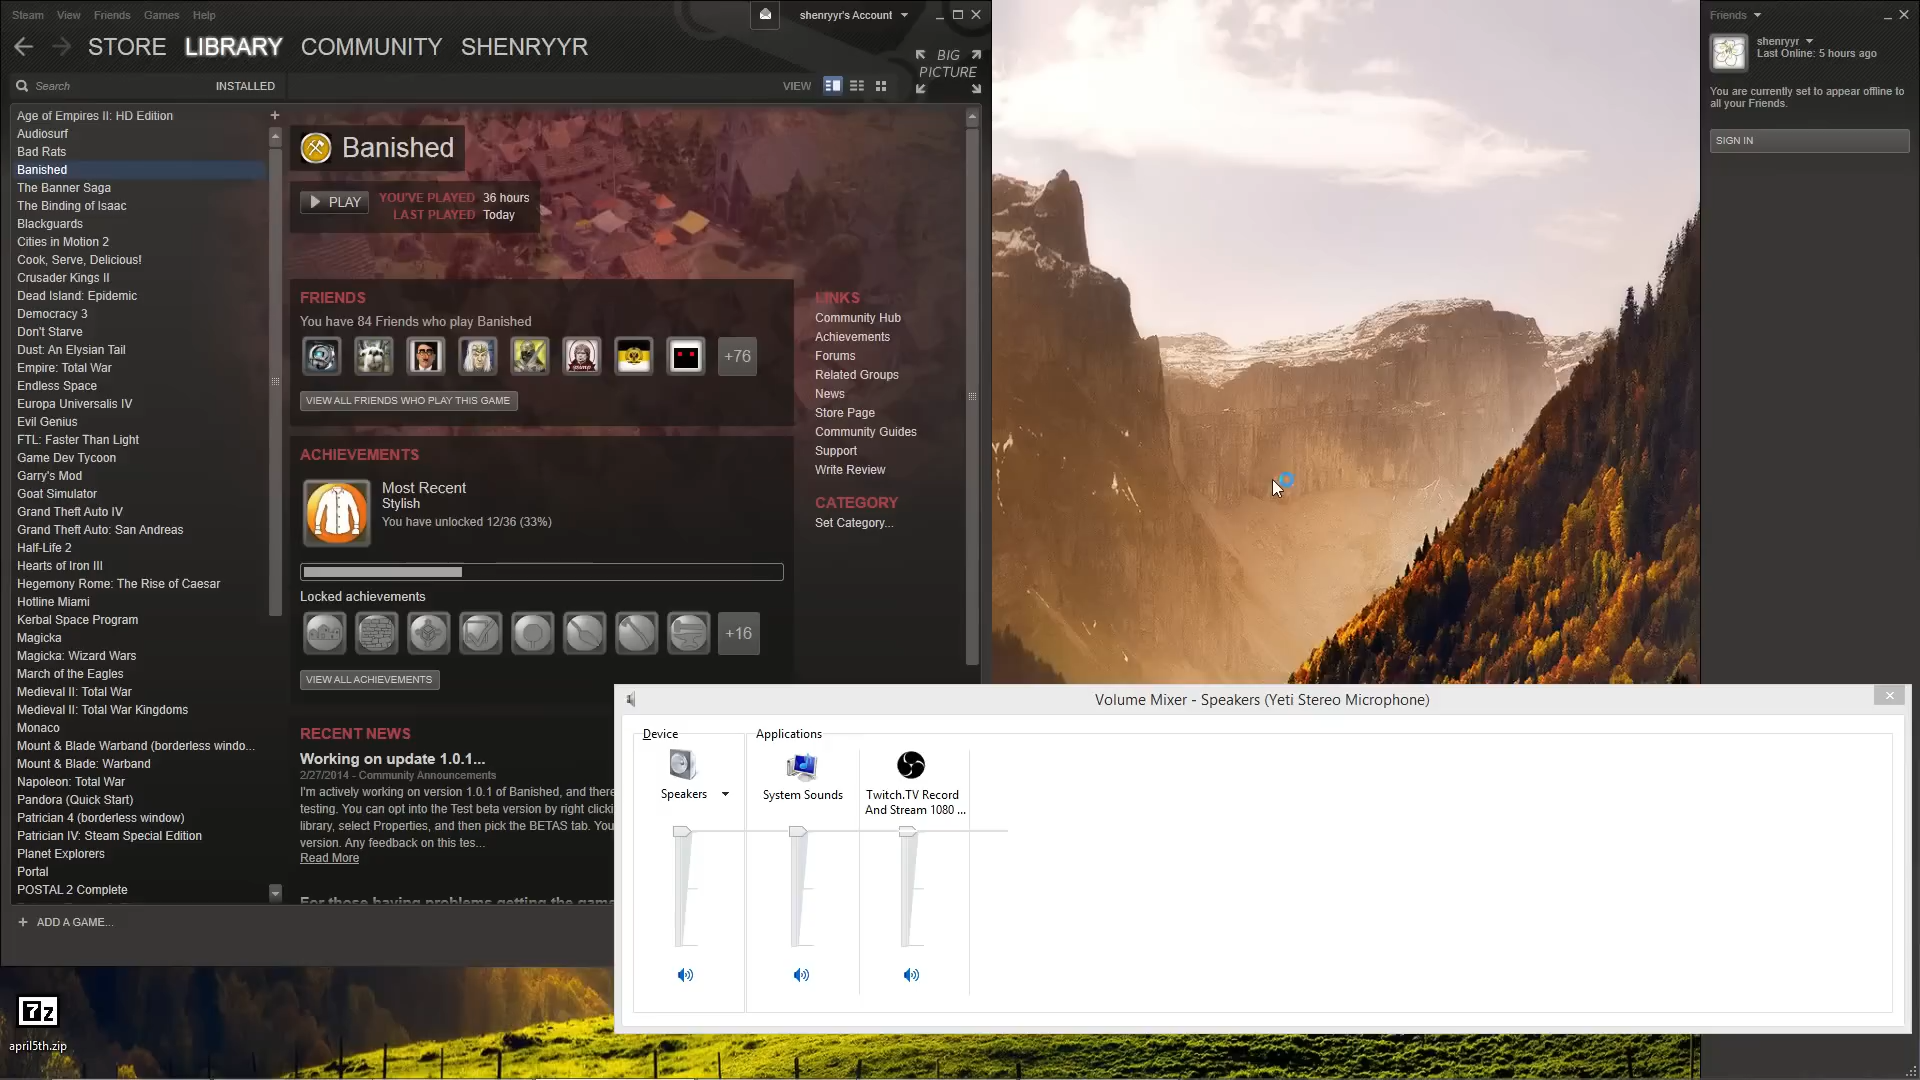 Steam View Friends Games Help
shenryyr's Account
STORE LIBRARY COMMUNITY SHENRYYR
BIG PICTURE
Search
INSTALLED
VIEW
Age of Empires II: HD Edition
Audiosurf
Bad Rats
Banished
The Banner Saga
The Binding of Isaac
Blackguards
Cities in Motion 2
Cook, Serve, Delicious!
Crusader Kings II
Dead Island: Epidemic
Democracy 3
Don't Starve
Dust: An Elysian Tail
Empire: Total War
Endless Space
Europa Universalis IV
Evil Genius
FTL: Faster Than Light
Game Dev Tycoon
Garry's Mod
Goat Simulator
Grand Theft Auto IV
Grand Theft Auto: San Andreas
Half-Life 2
Hearts of Iron III
Hegemony Rome: The Rise of Caesar
Hotline Miami
Kerbal Space Program
Magicka
Magicka: Wizard Wars
March of the Eagles
Medieval II: Total War
Medieval II: Total War Kingdoms
Monaco
Mount & Blade Warband (borderless windo...
Mount & Blade: Warband
Napoleon: Total War
Pandora (Quick Start)
Patrician 4 (borderless window)
Patrician IV: Steam Special Edition
Planet Explorers
Portal
POSTAL 2 Complete
+ ADD A GAME...
Banished
PLAY
YOU'VE PLAYED 36 hours
LAST PLAYED Today
FRIENDS
You have 84 Friends who play Banished
+76
VIEW ALL FRIENDS WHO PLAY THIS GAME
ACHIEVEMENTS
Most Recent
Stylish
You have unlocked 12/36 (33%)
Locked achievements
+16
VIEW ALL ACHIEVEMENTS
RECENT NEWS
Working on update 1.0.1...
2/27/2014 - Community Announcements
I'm actively working on version 1.0.1 of Banished, and there
testing. You can opt into the Test beta version by right clicki
library, select Properties, and then pick the BETAS tab. You
version. Any feedback on this tes...
Read More
For those having problems getting the game
LINKS
Community Hub
Achievements
Forums
Related Groups
News
Store Page
Community Guides
Support
Write Review
CATEGORY
Set Category...
Friends
shenryyr
Last Online: 5 hours ago
You are currently set to appear offline to
all your Friends.
SIGN IN
Volume Mixer - Speakers (Yeti Stereo Microphone)
Device
Applications
Speakers
System Sounds
Twitch.TV Record
And Stream 1080 ...
7z
april5th.zip